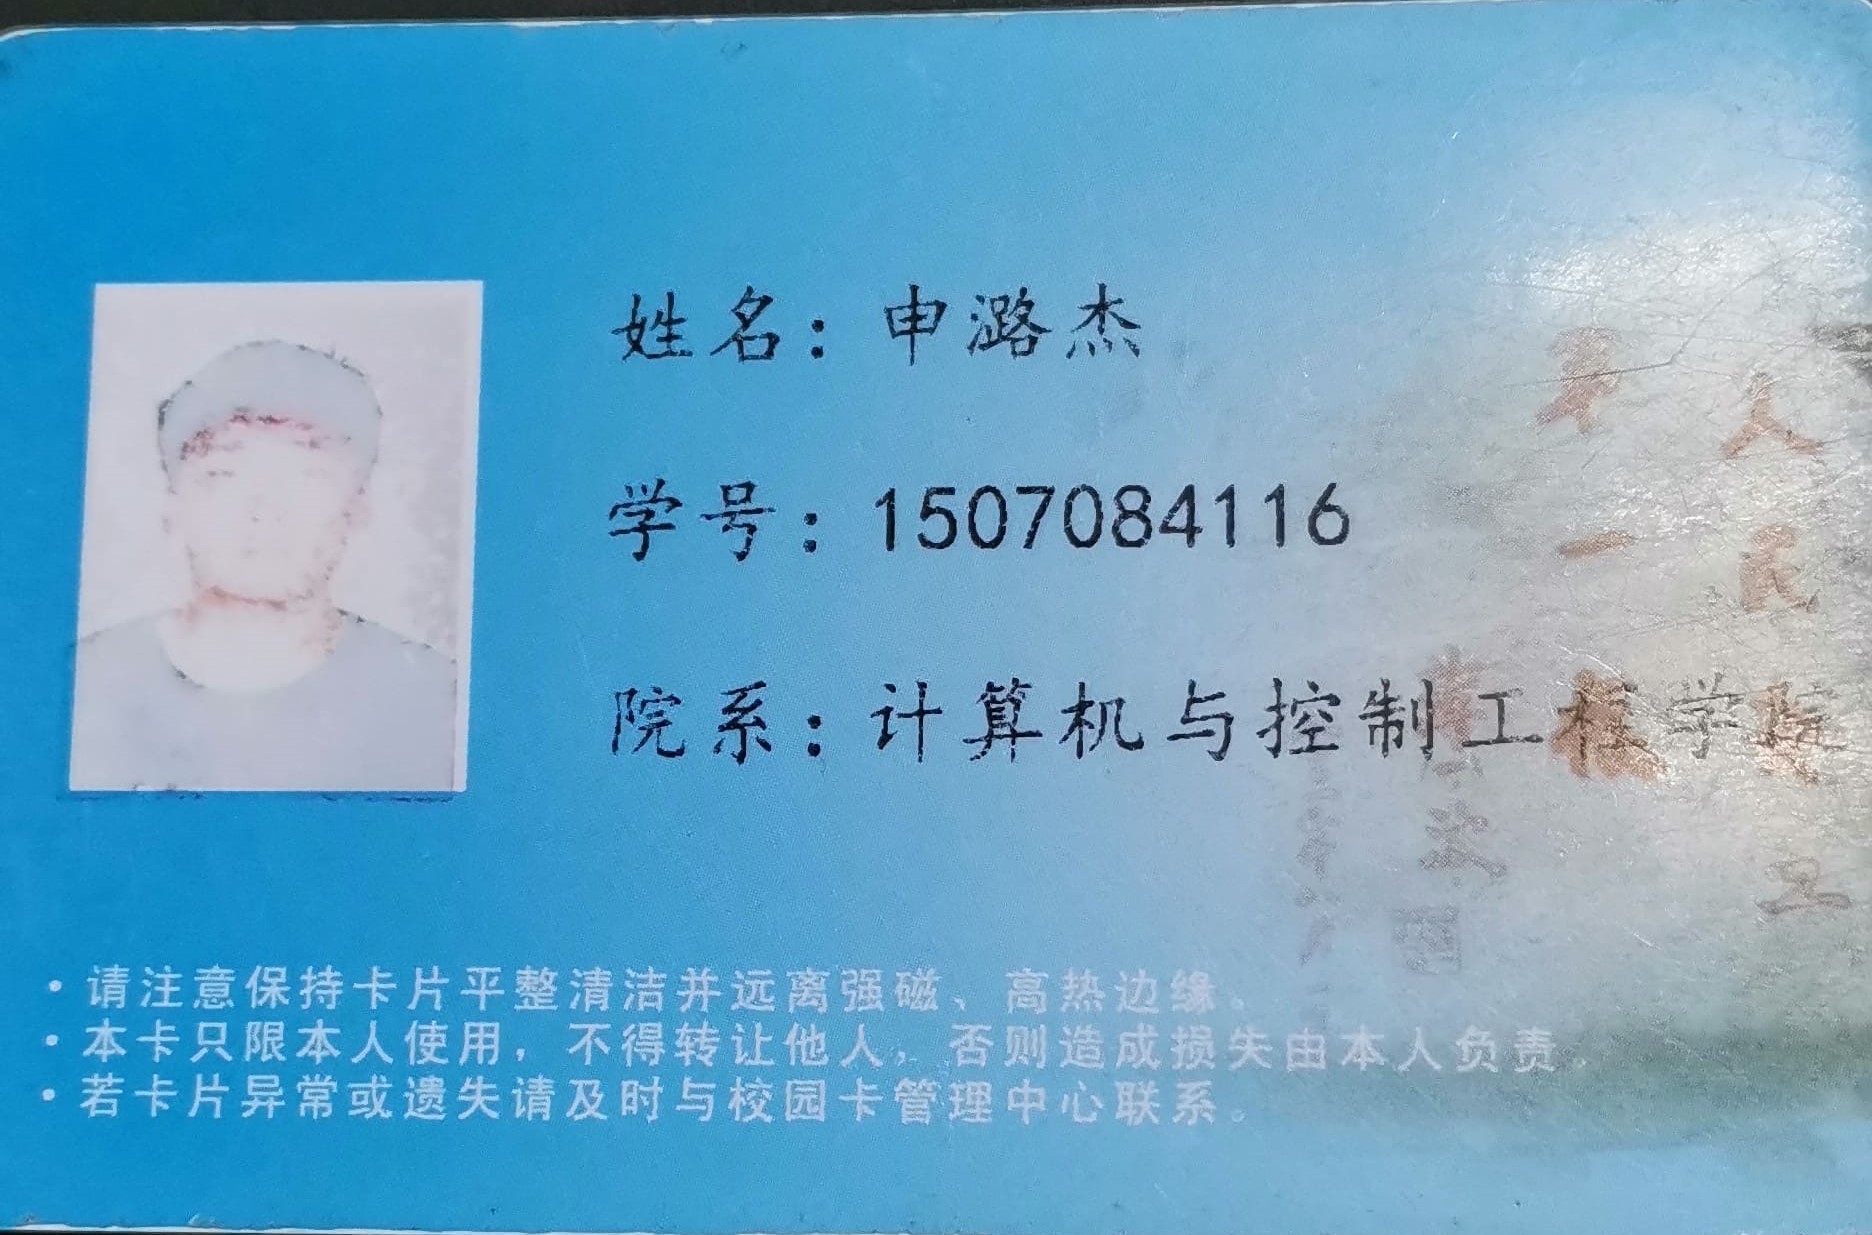 姓名：申潞杰
学号：1507084116
院系：计算机与控制工程学院
·请注意保持卡片平整清洁并远离强磁、高热边缘。
·本卡只限本人使用，不得转让他人，否则造成损失由本人负责。
·若卡片异常或遗失请及时与校园卡管理中心联系。